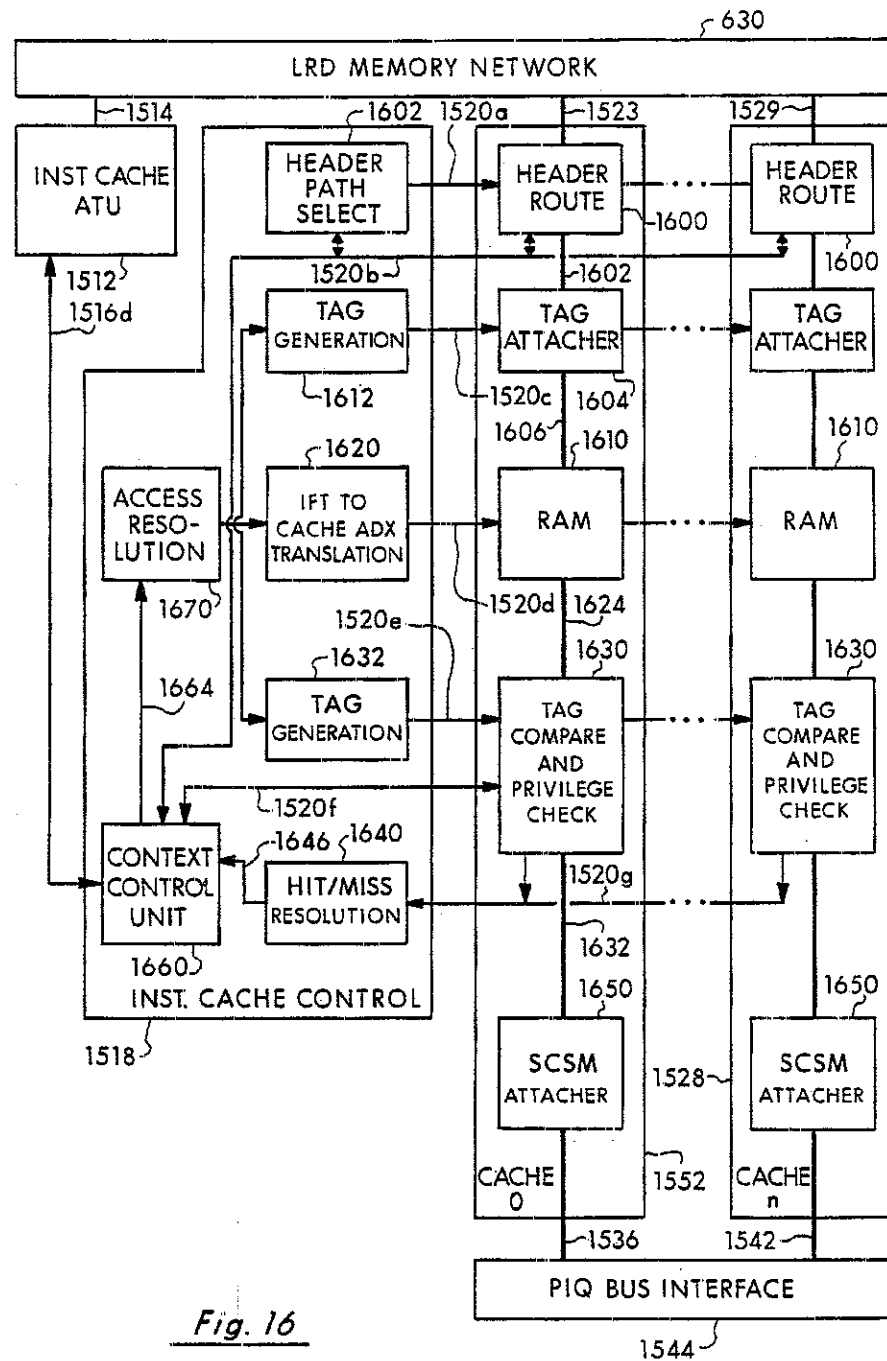 630
LRD MEMORY NETWORK
1514
1602
1520a
1523
1529
INST CACHE
ATU
HEADER
PATH
SELECT
HEADER
ROUTE
HEADER
ROUTE
1600
1600
1512
1516d
1520b
1602
TAG
GENERATION
TAG
ATTACHER
TAG
ATTACHER
1612
1520c
1604
1606
1610
1610
1620
ACCESS
RESO-
LUTION
IFT TO
CACHE ADX
TRANSLATION
RAM
RAM
1670
1520d
1624
1520e
1664
1632
1630
1630
TAG
GENERATION
TAG
COMPARE
AND
PRIVILEGE
CHECK
TAG
COMPARE
AND
PRIVILEGE
CHECK
1520f
1646
1640
CONTEXT
CONTROL
UNIT
HIT/MISS
RESOLUTION
1520g
1632
1660
INST. CACHE CONTROL
1518
1650
1650
SCSM
ATTACHER
SCSM
ATTACHER
1528
1552
CACHE
0
CACHE
n
1536
1542
PIQ BUS INTERFACE
1544
Fig. 16